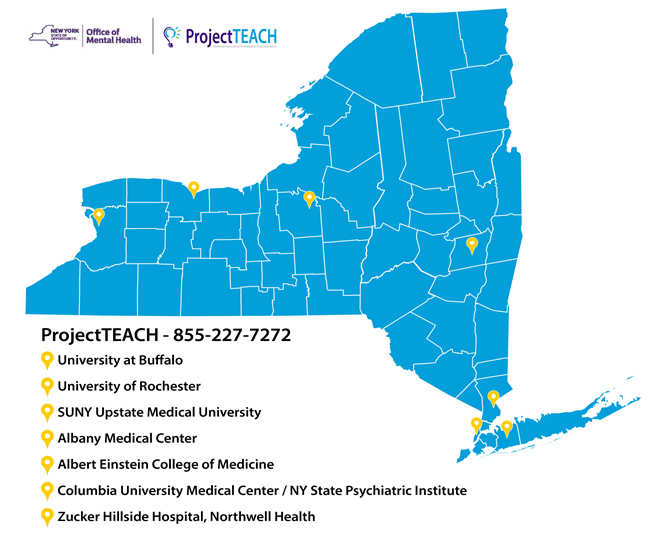 NEW YORK
STATE OF
OPPORTUNITY.
Office of
Mental Health
ProjectTEACH
ProjectTEACH - 855-227-7272
University at Buffalo
University of Rochester
SUNY Upstate Medical University
Albany Medical Center
Albert Einstein College of Medicine
Columbia University Medical Center / NY State Psychiatric Institute
Zucker Hillside Hospital, Northwell Health